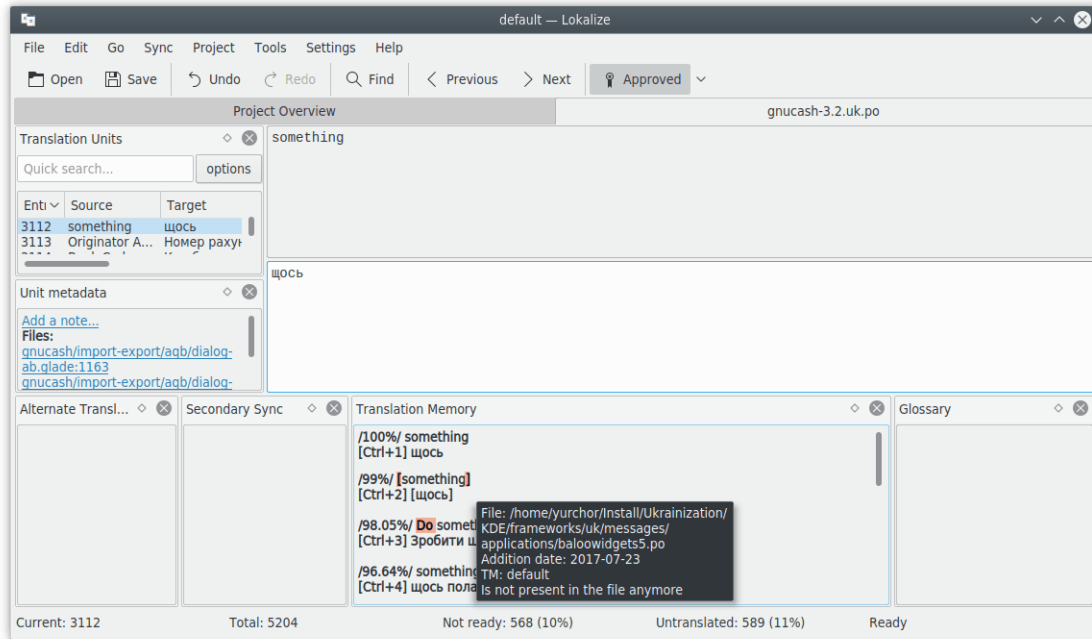 default — Lokalize
File Edit Go Sync Project Tools Settings Help
Open Save Undo Redo Find Previous Next Approved
Project Overview gnucash-3.2.uk.po
Translation Units
Quick search... options
Source Target
3112 something щось
3113 Originator A... Номер
something
щось
Unit metadata
Add a note...
Files:
gnucash/import-export/aqb/dialog-
ab.glade:1163
gnucash/import-export/aqb/dialog-
Alternate Transl... Secondary Sync Translation Memory Glossary
/100%/ something
[Ctrl+1] щось
/99%/ [something]
[Ctrl+2] [щось]
/98.05%/ Do
[Ctrl+3] Зробити
/96.64%/ something
[Ctrl+4] щось
File: /home/yurchor/Install/Ukrainization/
KDE/frameworks/uk/messages/
applications/baloowidgets5.po
Addition date: 2017-07-23
TM: default
Is not present in the file anymore
Current: 3112 Total: 5204 Not ready: 568 (10%) Untranslated: 589 (11%) Ready